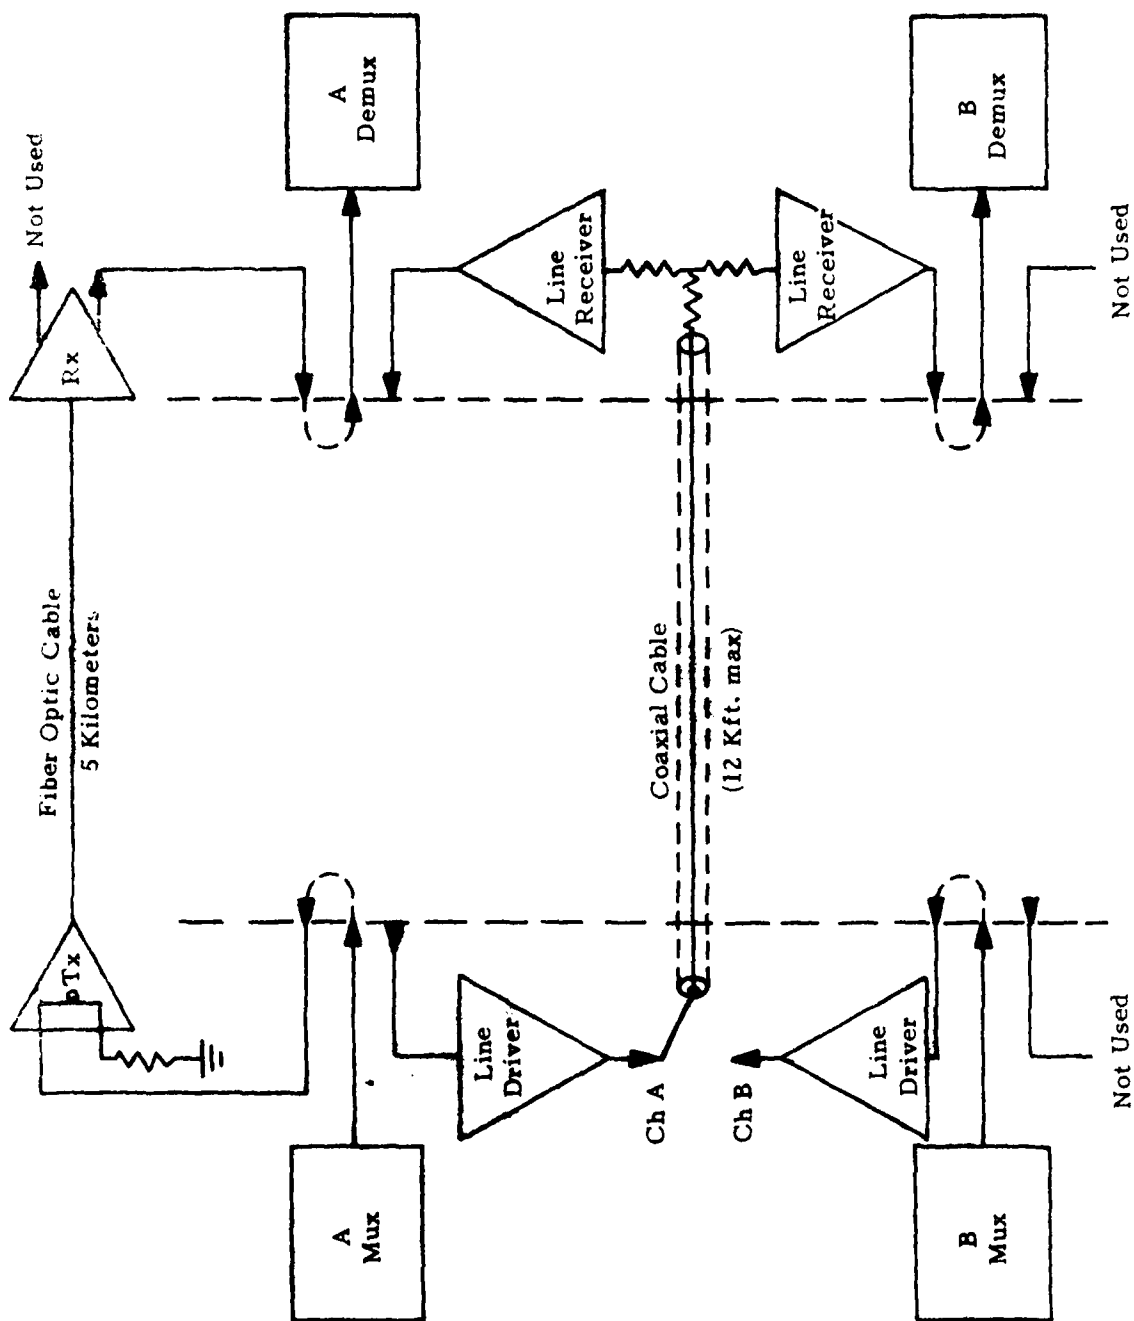 Fiber Optic Cable
5 Kilometers
Tx
Rx
Not Used
A
Mux
A
Demux
Line
Driver
Line
Receiver
Ch A
Coaxial Cable
(12 Kft. max)
Ch B
Line
Driver
Line
Receiver
B
Mux
B
Demux
Not Used
Not Used